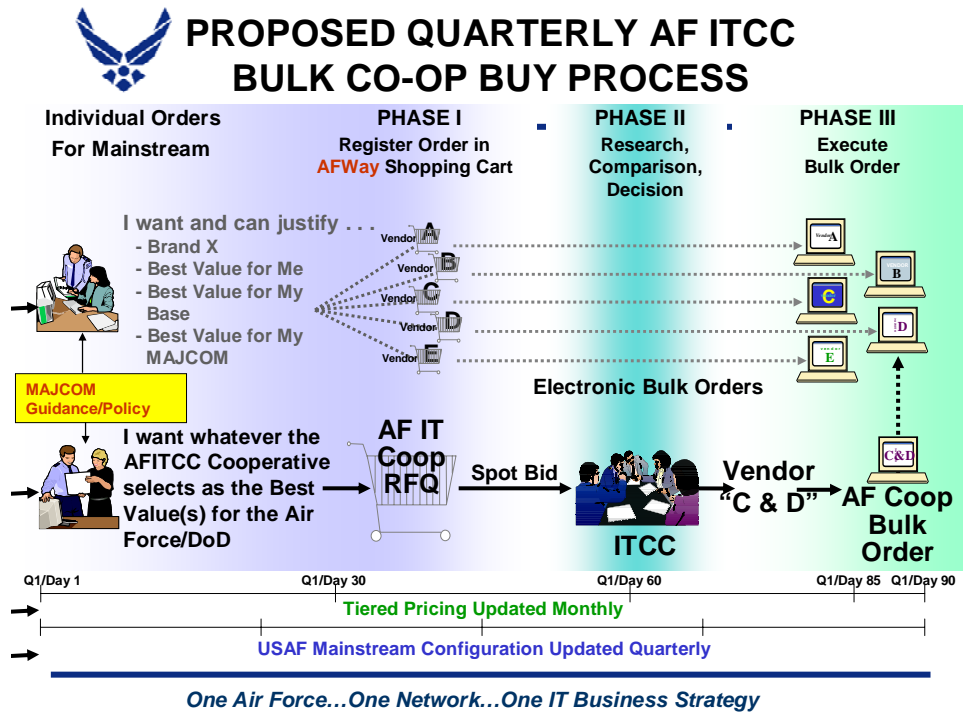 PROPOSED QUARTERLY AF ITCC
BULK CO-OP BUY PROCESS
Individual Orders
For Mainstream
PHASE I
Register Order in
AFWay Shopping Cart
PHASE II
Research,
Comparison,
Decision
PHASE III
Execute
Bulk Order
I want and can justify . . .
- Brand X
- Best Value for Me
- Best Value for My
Base
- Best Value for My
MAJCOM
Vendor A
Vendor B
Vendor C
Vendor D
Vendor E
Vendor A
VENDOR
B
C
D
E
Electronic Bulk Orders
MAJCOM
Guidance/Policy
I want whatever the
AFITCC Cooperative
selects as the Best
Value(s) for the Air
Force/DoD
AF IT
Coop
RFQ
Spot Bid
ITCC
Vendor
“C & D”
C&D
AF Coop
Bulk
Order
Q1/Day 1
Q1/Day 30
Q1/Day 60
Q1/Day 85
Q1/Day 90
Tiered Pricing Updated Monthly
USAF Mainstream Configuration Updated Quarterly
One Air Force…One Network…One IT Business Strategy